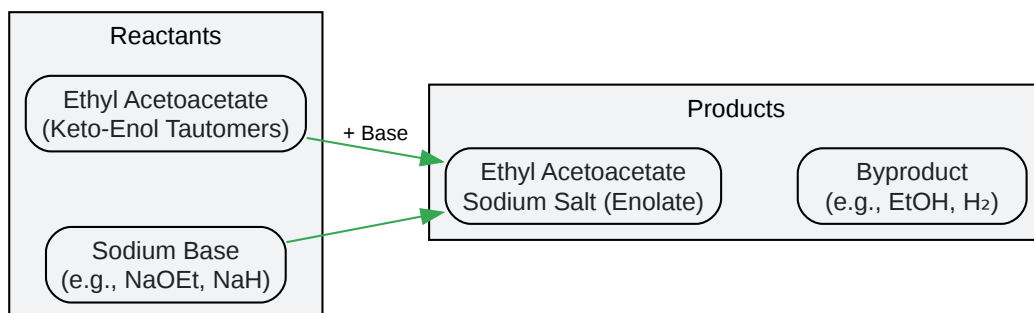 Reactants
Ethyl Acetoacetate
(Keto-Enol Tautomers)
+ Base
Sodium Base
(e.g., NaOEt, NaH)
Products
Ethyl Acetoacetate
Sodium Salt (Enolate)
Byproduct
(e.g., EtOH, H₂)